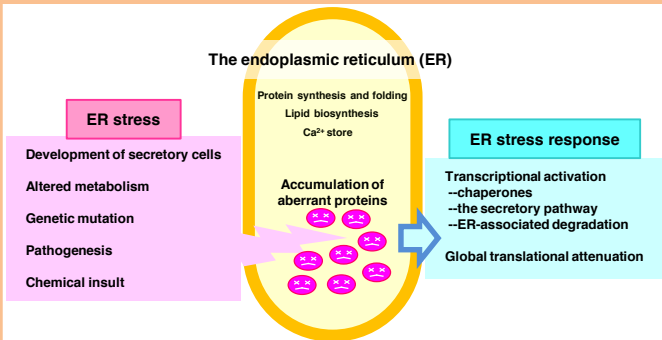 The endoplasmic reticulum (ER)
Protein synthesis and folding
Lipid biosynthesis
Ca²⁺ store
ER stress
Development of secretory cells
Altered metabolism
Genetic mutation
Pathogenesis
Chemical insult
Accumulation of
aberrant proteins
ER stress response
Transcriptional activation
--chaperones
--the secretory pathway
--ER-associated degradation
Global translational attenuation